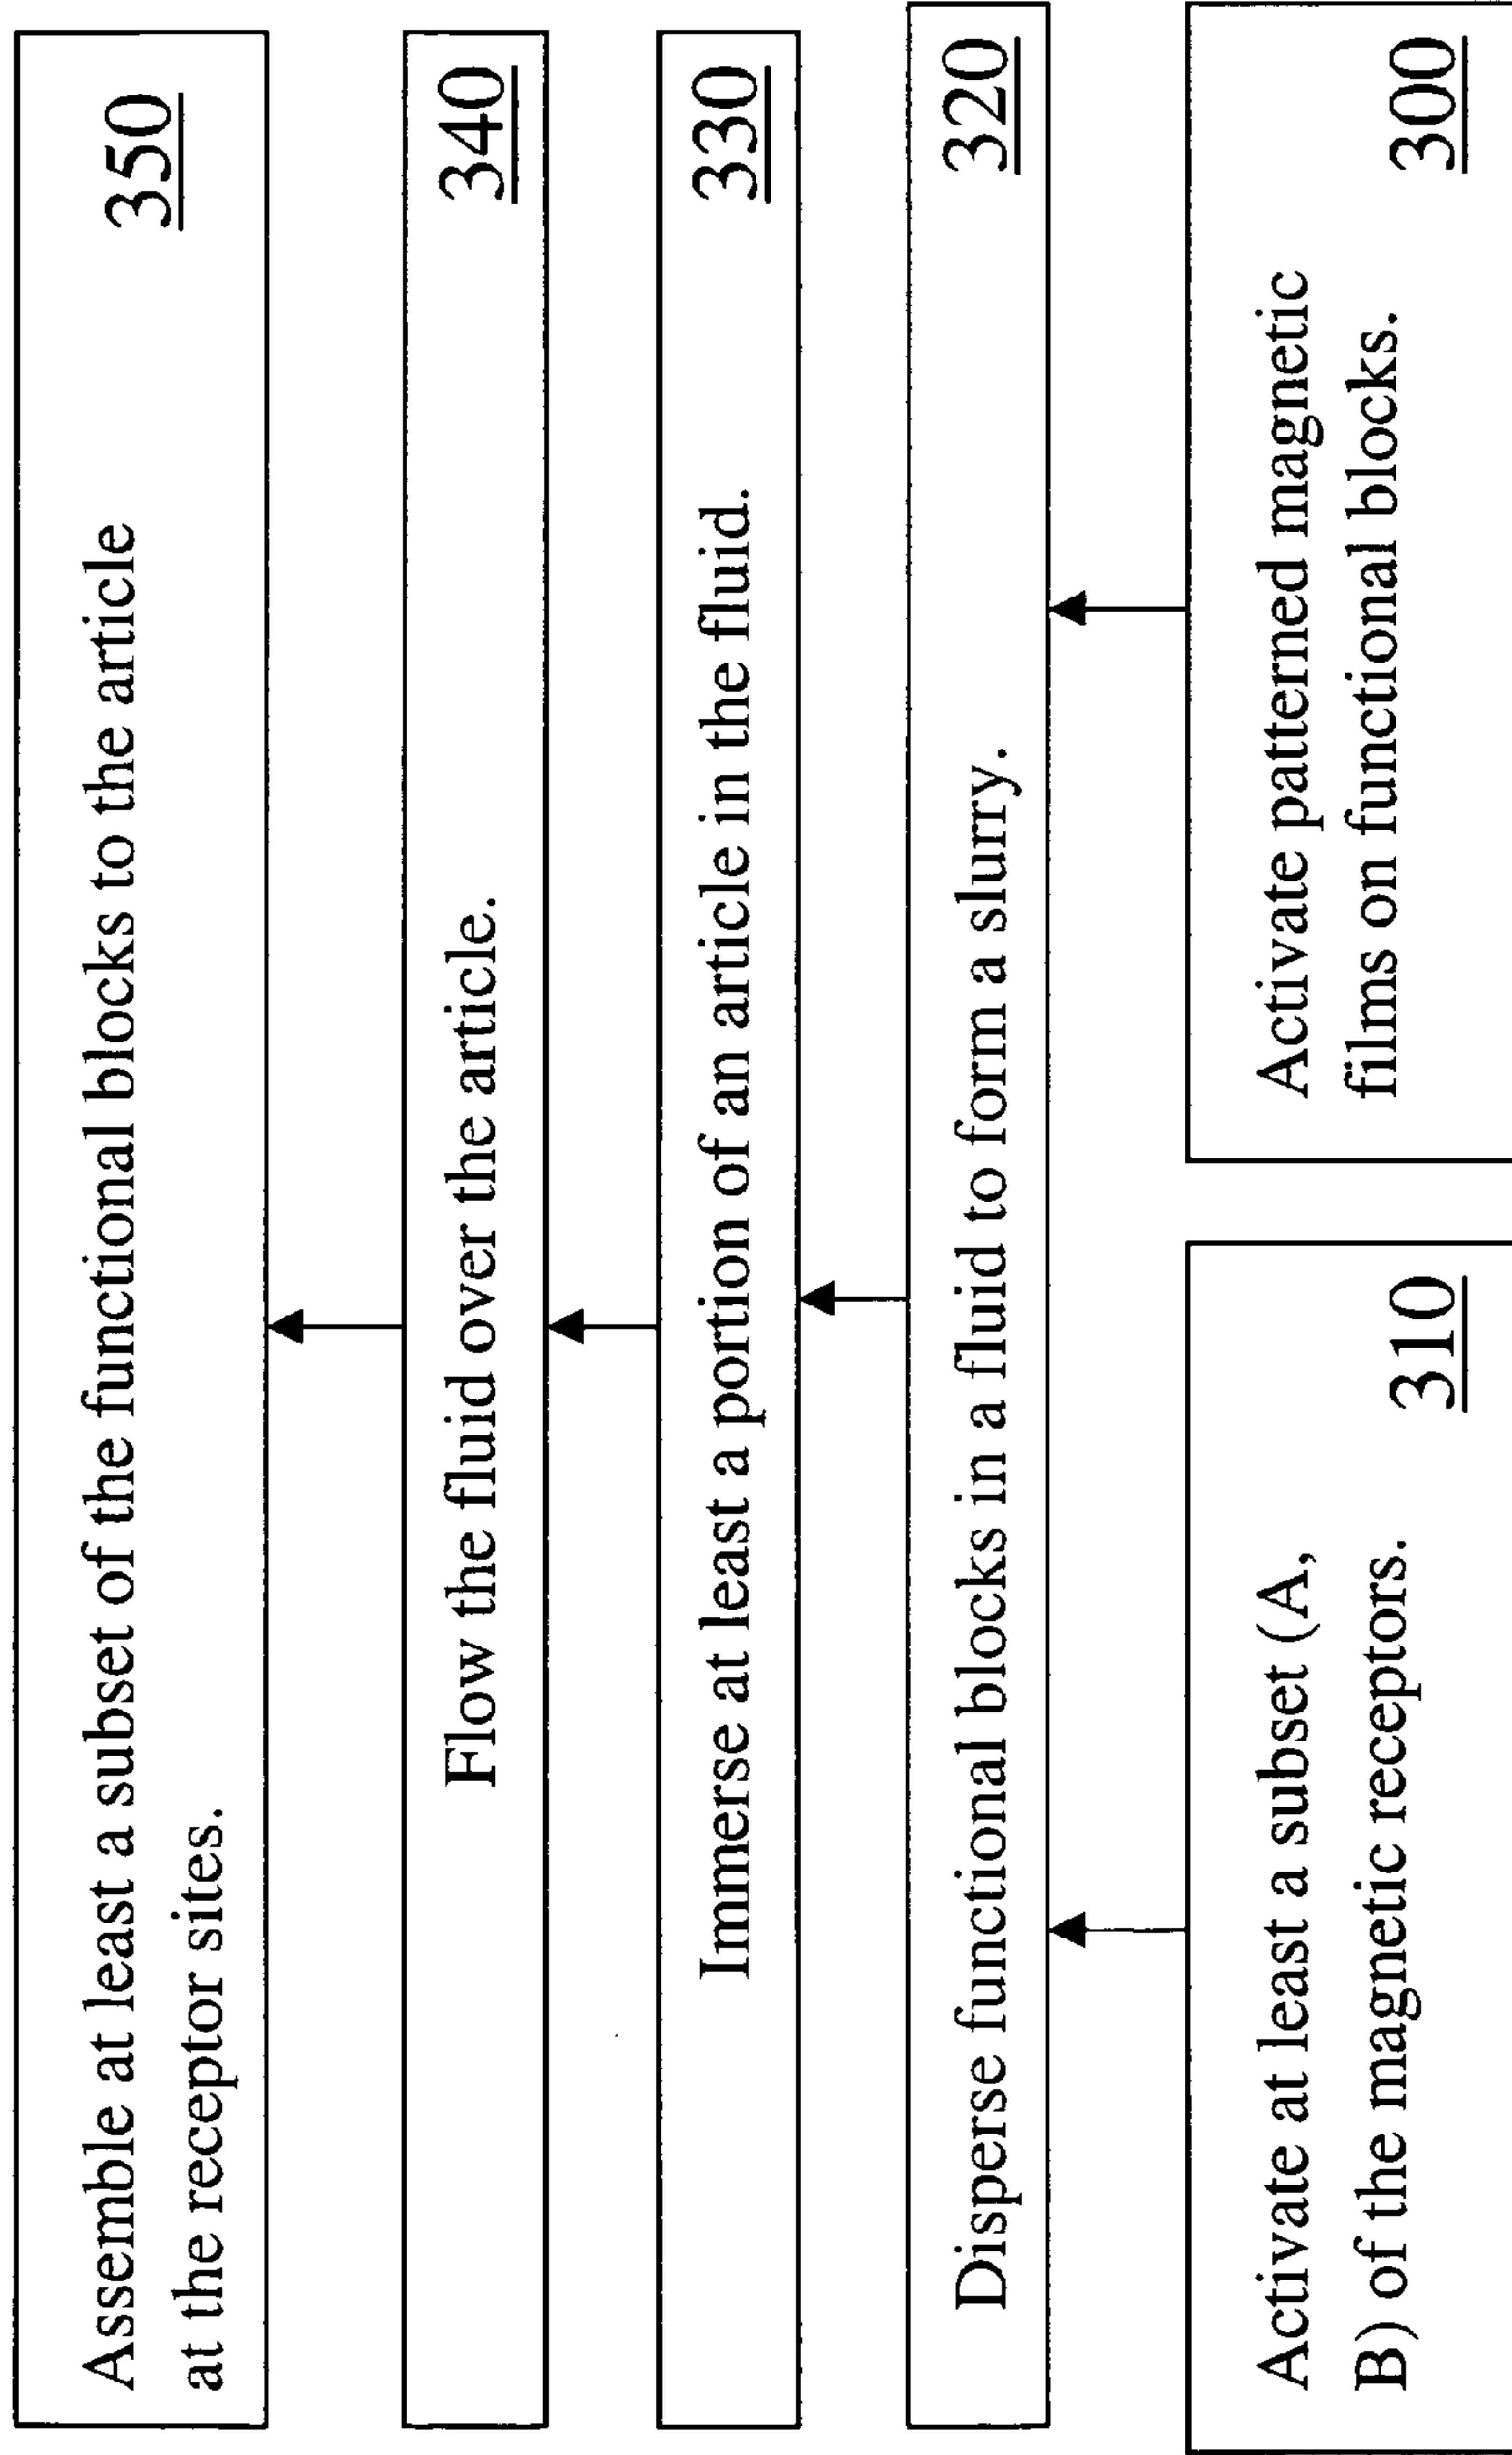 Assemble at least a subset of the functional blocks to the article
at the receptor sites.
350
Flow the fluid over the article. 340
Immerse at least a portion of an article in the fluid. 330
Disperse functional blocks in a fluid to form a slurry. 320
Activate at least a subset (A,
B) of the magnetic receptors. 310
Activate patterned magnetic
films on functional blocks. 300